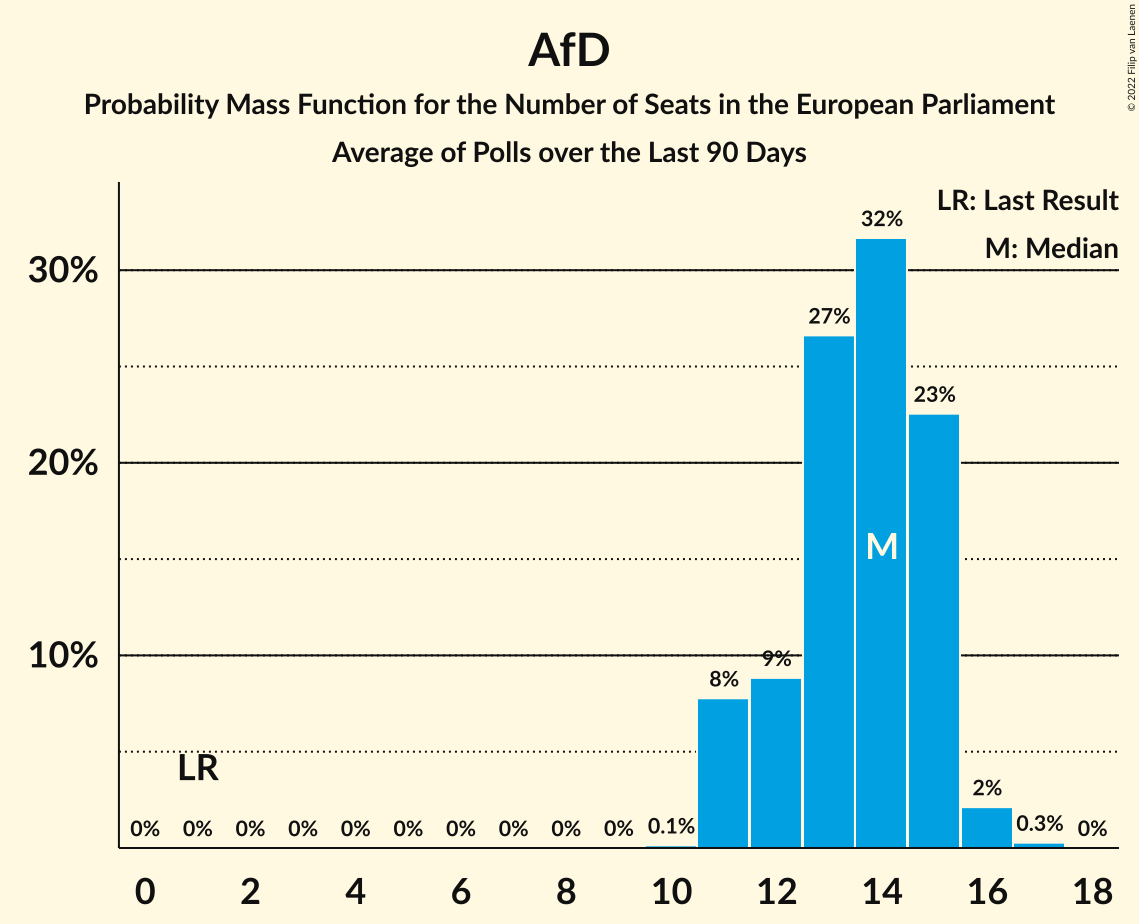 AfD
Probability Mass Function for the Number of Seats in the European Parliament
Average of Polls over the Last 90 Days
© 2022 Filip van Laenen
LR: Last Result
M: Median
30%
20%
10%
0% 0% 0% 0% 0% 0% 0% 0% 0% 0% 0.1% 8% 9% 27% 32% 23% 2% 0.3% 0%
LR
M
0 2 4 6 8 10 12 14 16 18